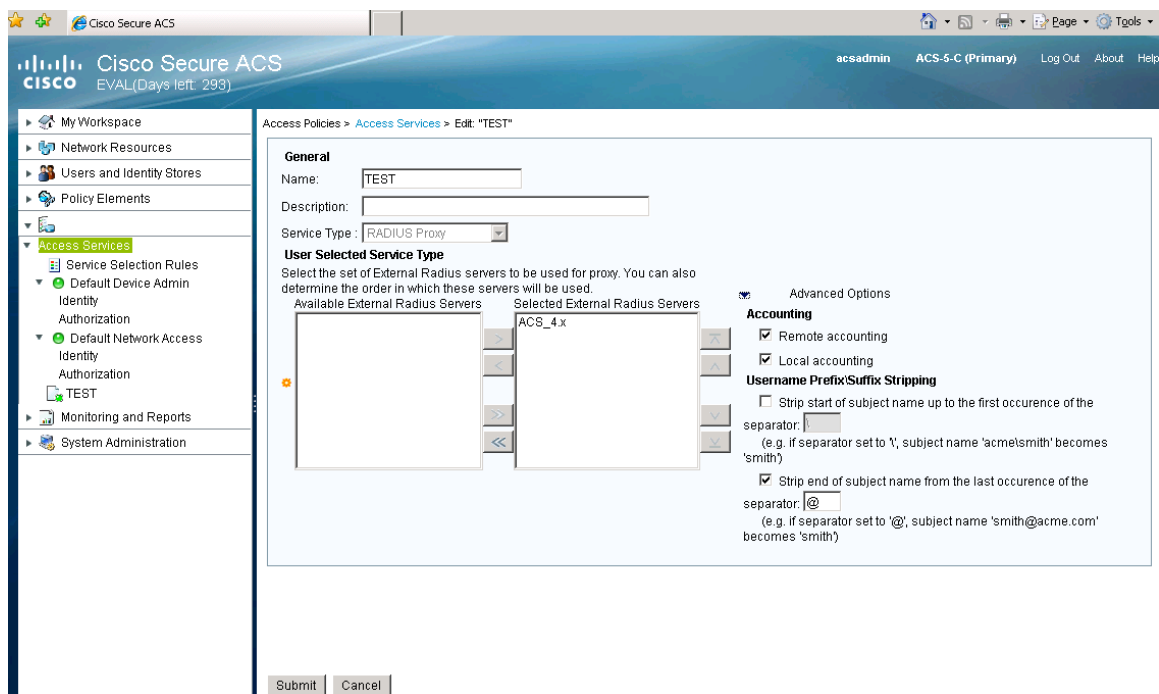 Cisco Secure ACS
Page
Tools
CISCO
Cisco Secure ACS
EVAL(Days left: 293)
acsadmin
ACS-5-C (Primary)
Log Out
About
Help
My Workspace
Network Resources
Users and Identity Stores
Policy Elements
Access Services
Service Selection Rules
Default Device Admin
Identity
Authorization
Default Network Access
Identity
Authorization
TEST
Monitoring and Reports
System Administration
Access Policies > Access Services > Edit: "TEST"
General
Name:
TEST
Description:
Service Type :
RADIUS Proxy
User Selected Service Type
Select the set of External Radius servers to be used for proxy. You can also
determine the order in which these servers will be used.
Available External Radius Servers
Selected External Radius Servers
ACS_4.x
>
<
>>
<<
Advanced Options
Accounting
Remote accounting
Local accounting
Username Prefix\Suffix Stripping
Strip start of subject name up to the first occurence of the
separator: \
(e.g. if separator set to '\', subject name 'acme\smith' becomes
'smith')
Strip end of subject name from the last occurence of the
separator: @
(e.g. if separator set to '@', subject name 'smith@acme.com'
becomes 'smith')
Submit
Cancel